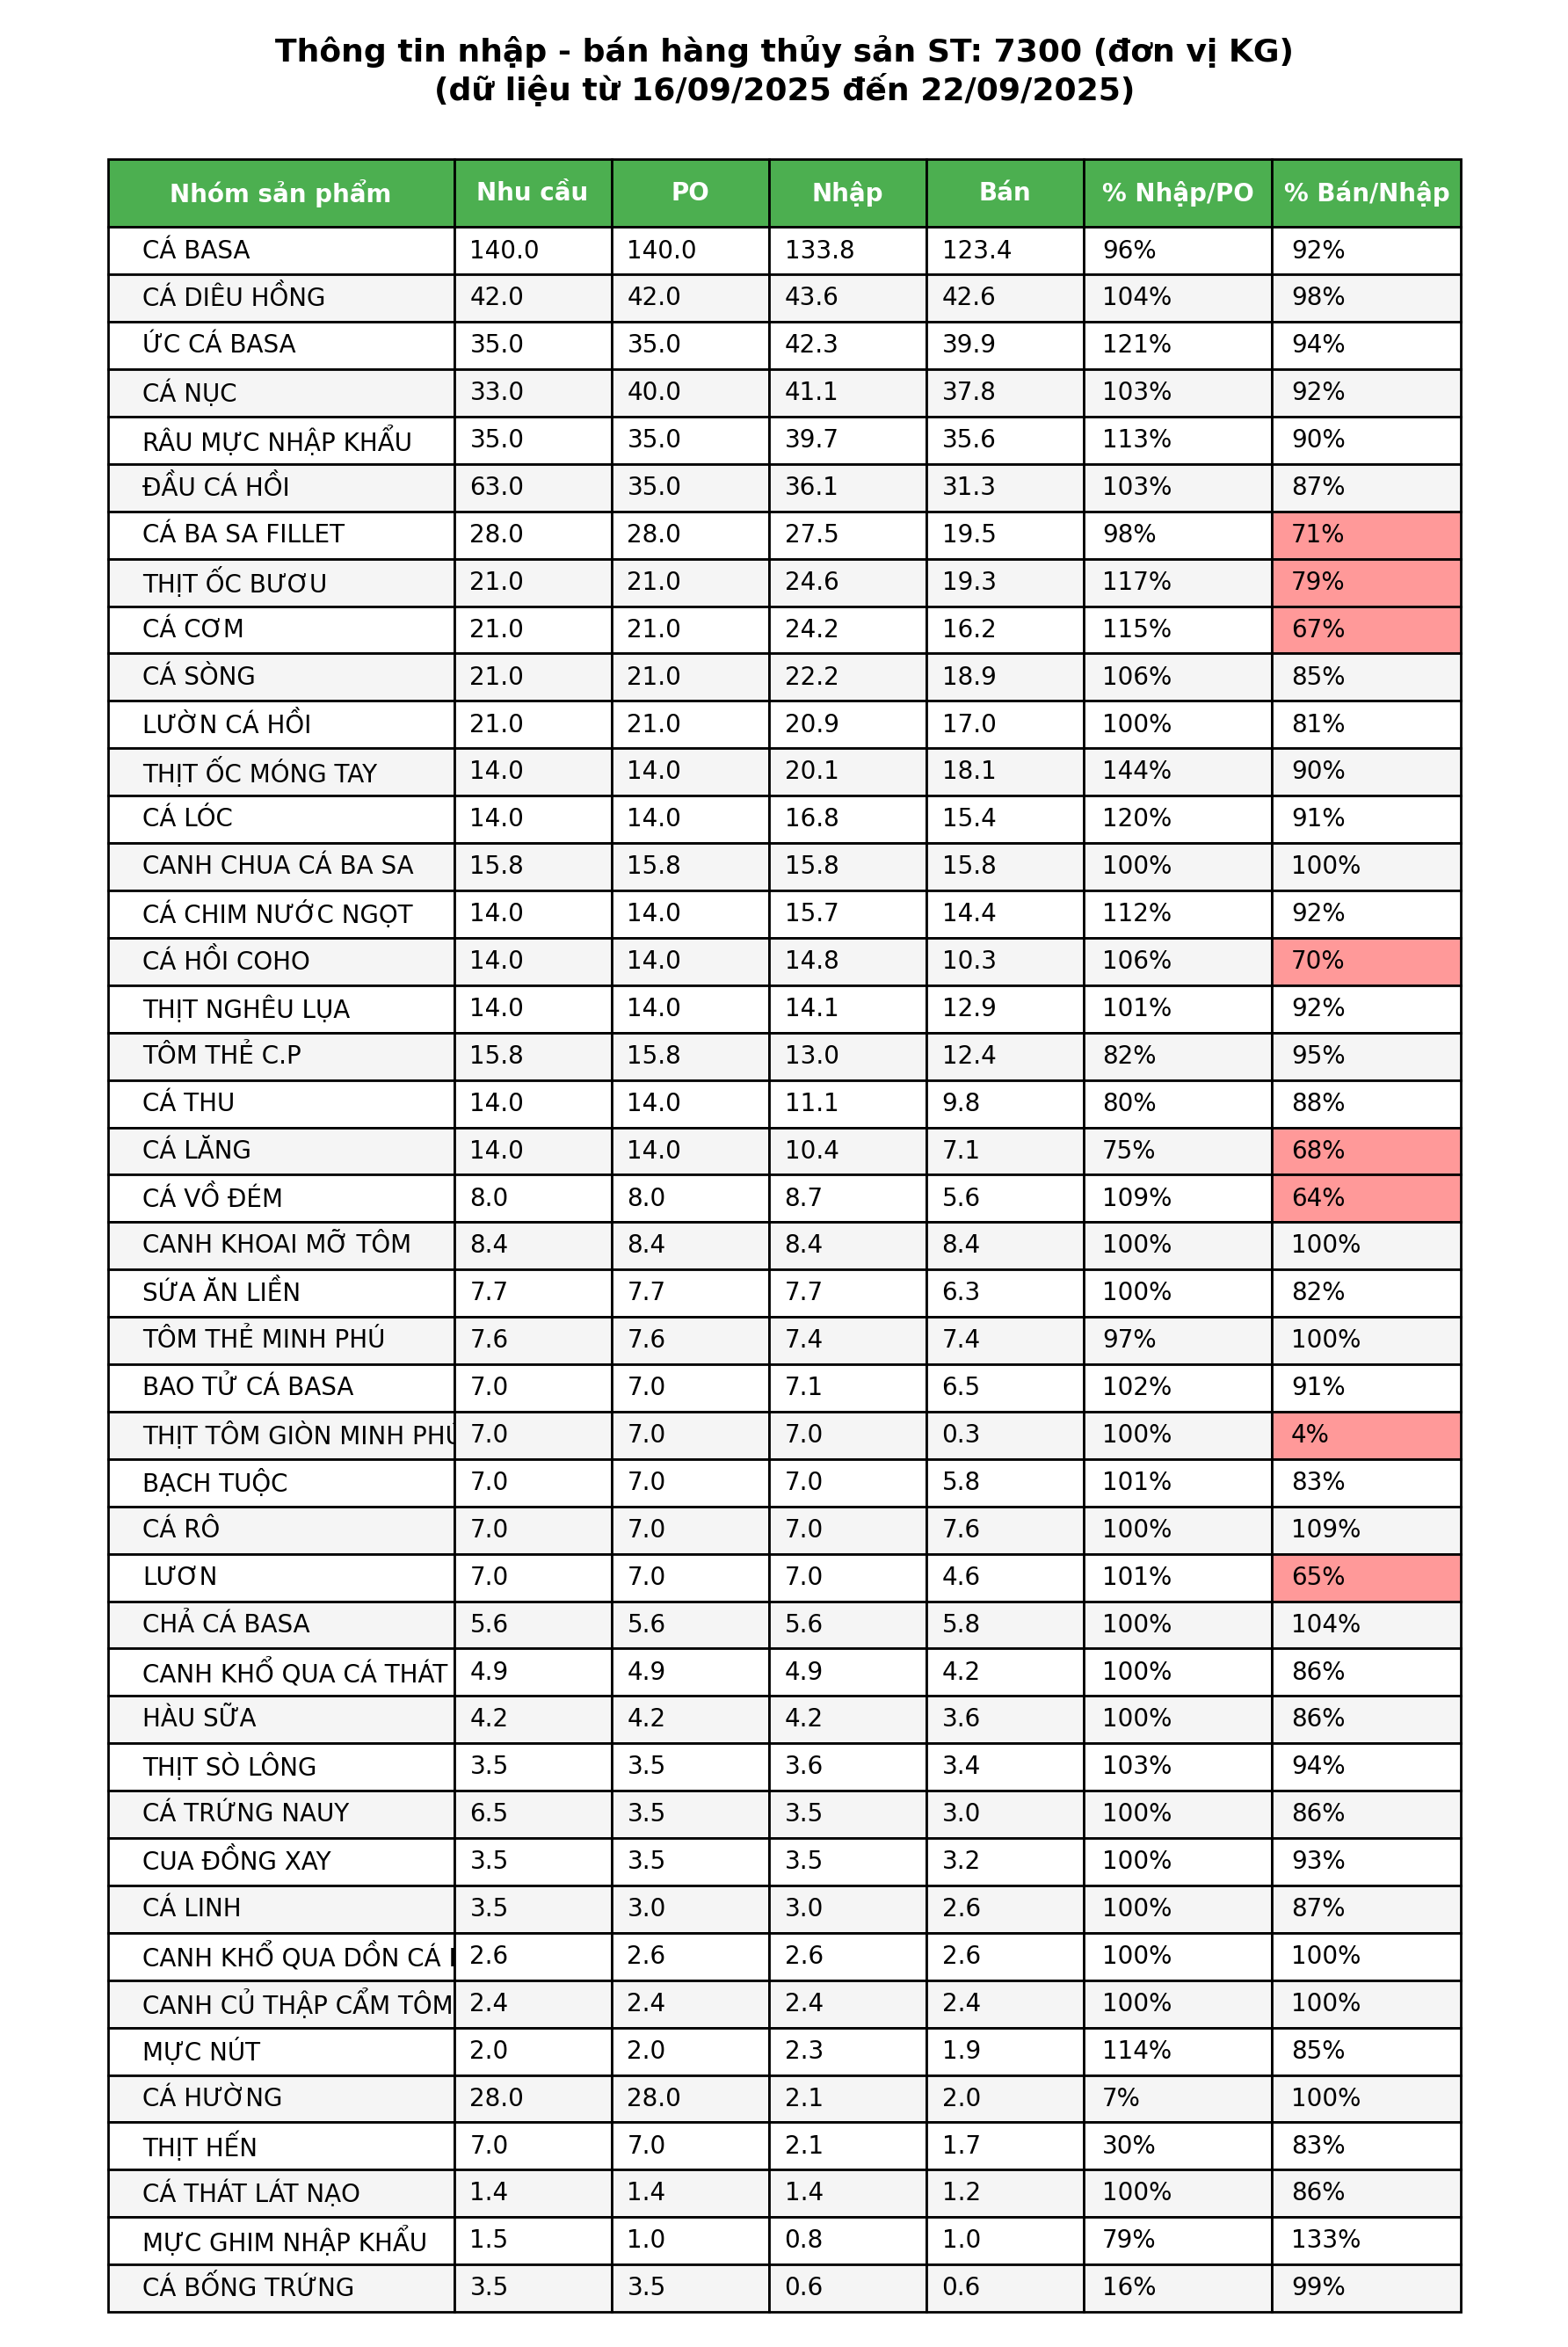 Thông tin nhập - bán hàng thủy sản ST: 7300 (đơn vị KG)
(dữ liệu từ 16/09/2025 đến 22/09/2025)
Nhóm sản phẩm Nhu cầu PO Nhập Bán % Nhập/PO % Bán/Nhập
CÁ BASA 140.0 140.0 133.8 123.4 96% 92%
CÁ DIÊU HỒNG 42.0 42.0 43.6 42.6 104% 98%
ỨC CÁ BASA 35.0 35.0 42.3 39.9 121% 94%
CÁ NỤC 33.0 40.0 41.1 37.8 103% 92%
RÂU MỰC NHẬP KHẨU 35.0 35.0 39.7 35.6 113% 90%
ĐẦU CÁ HỒI 63.0 35.0 36.1 31.3 103% 87%
CÁ BA SA FILLET 28.0 28.0 27.5 19.5 98% 71%
THỊT ỐC BƯƠU 21.0 21.0 24.6 19.3 117% 79%
CÁ CƠM 21.0 21.0 24.2 16.2 115% 67%
CÁ SÒNG 21.0 21.0 22.2 18.9 106% 85%
LƯỜN CÁ HỒI 21.0 21.0 20.9 17.0 100% 81%
THỊT ỐC MÓNG TAY 14.0 14.0 20.1 18.1 144% 90%
CÁ LÓC 14.0 14.0 16.8 15.4 120% 91%
CANH CHUA CÁ BA SA 15.8 15.8 15.8 15.8 100% 100%
CÁ CHIM NƯỚC NGỌT 14.0 14.0 15.7 14.4 112% 92%
CÁ HỒI COHO 14.0 14.0 14.8 10.3 106% 70%
THỊT NGHÊU LỤA 14.0 14.0 14.1 12.9 101% 92%
TÔM THẺ C.P 15.8 15.8 13.0 12.4 82% 95%
CÁ THU 14.0 14.0 11.1 9.8 80% 88%
CÁ LĂNG 14.0 14.0 10.4 7.1 75% 68%
CÁ VỒ ĐÉM 8.0 8.0 8.7 5.6 109% 64%
CANH KHOAI MỠ TÔM 8.4 8.4 8.4 8.4 100% 100%
SỨA ĂN LIỀN 7.7 7.7 7.7 6.3 100% 82%
TÔM THẺ MINH PHÚ 7.6 7.6 7.4 7.4 97% 100%
BAO TỬ CÁ BASA 7.0 7.0 7.1 6.5 102% 91%
THỊT TÔM GIÒN MINH PHÚ 7.0 7.0 7.0 0.3 100% 4%
BẠCH TUỘC 7.0 7.0 7.0 5.8 101% 83%
CÁ RÔ 7.0 7.0 7.0 7.6 100% 109%
LƯƠN 7.0 7.0 7.0 4.6 101% 65%
CHẢ CÁ BASA 5.6 5.6 5.6 5.8 100% 104%
CANH KHỔ QUA CÁ THÁT 4.9 4.9 4.9 4.2 100% 86%
HÀU SỮA 4.2 4.2 4.2 3.6 100% 86%
THỊT SÒ LÔNG 3.5 3.5 3.6 3.4 103% 94%
CÁ TRỨNG NAUY 6.5 3.5 3.5 3.0 100% 86%
CUA ĐỒNG XAY 3.5 3.5 3.5 3.2 100% 93%
CÁ LINH 3.5 3.0 3.0 2.6 100% 87%
CANH KHỔ QUA DỒN CÁ 2.6 2.6 2.6 2.6 100% 100%
CANH CỦ THẬP CẨM TÔM 2.4 2.4 2.4 2.4 100% 100%
MỰC NÚT 2.0 2.0 2.3 1.9 114% 85%
CÁ HƯỜNG 28.0 28.0 2.1 2.0 7% 100%
THỊT HẾN 7.0 7.0 2.1 1.7 30% 83%
CÁ THÁT LÁT NẠO 1.4 1.4 1.4 1.2 100% 86%
MỰC GHIM NHẬP KHẨU 1.5 1.0 0.8 1.0 79% 133%
CÁ BỐNG TRỨNG 3.5 3.5 0.6 0.6 16% 99%